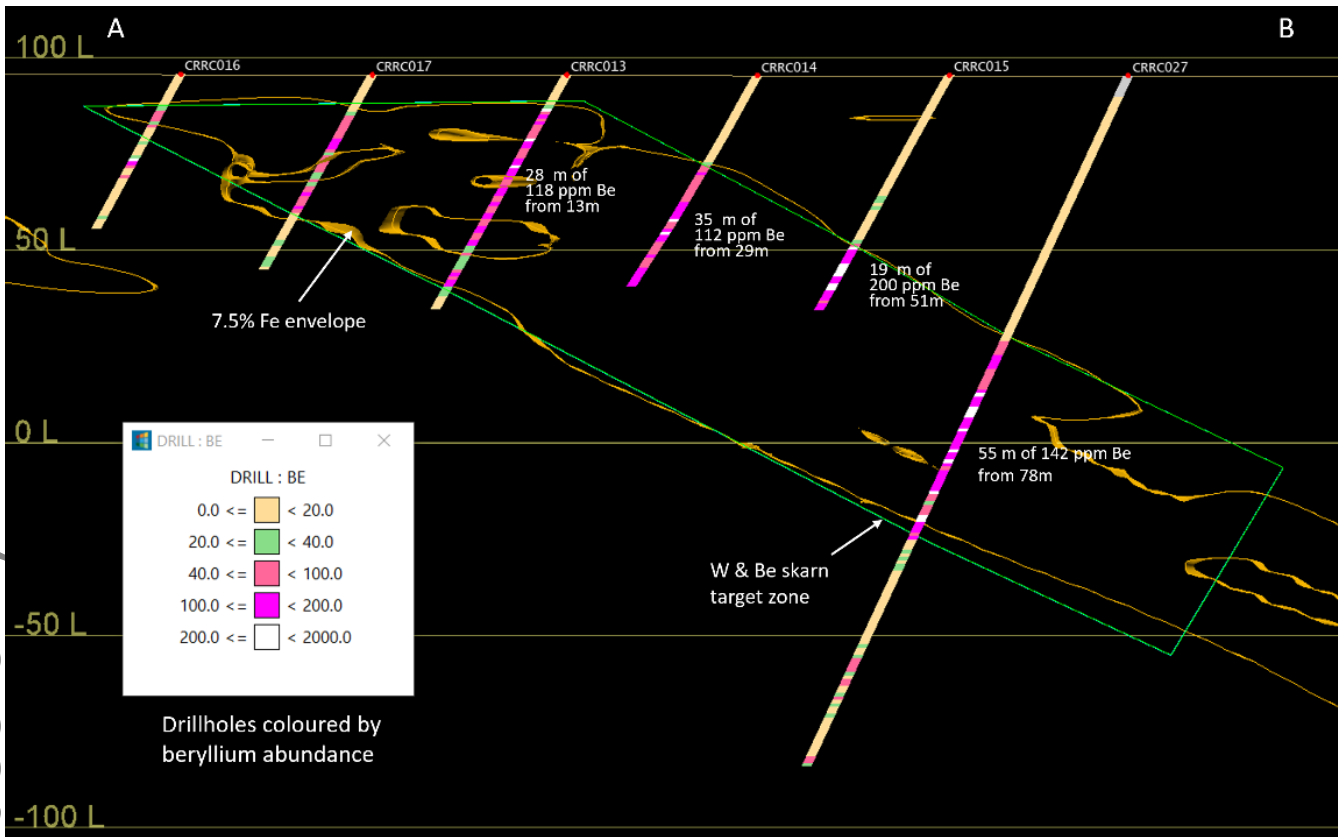 A
B
100 L
CRRC016
CRRC017
CRRC013
CRRC014
CRRC015
CRRC027
28 m of
118 ppm Be
from 13m
35 m of
112 ppm Be
from 29m
50 L
19 m of
200 ppm Be
from 51m
7.5% Fe envelope
0 L
55 m of 142 ppm Be
from 78m
DRILL : BE
DRILL : BE
0.0 <= < 20.0
20.0 <= < 40.0
40.0 <= < 100.0
100.0 <= < 200.0
200.0 <= < 2000.0
W & Be skarn
target zone
-50 L
Drillholes coloured by
beryllium abundance
-100 L